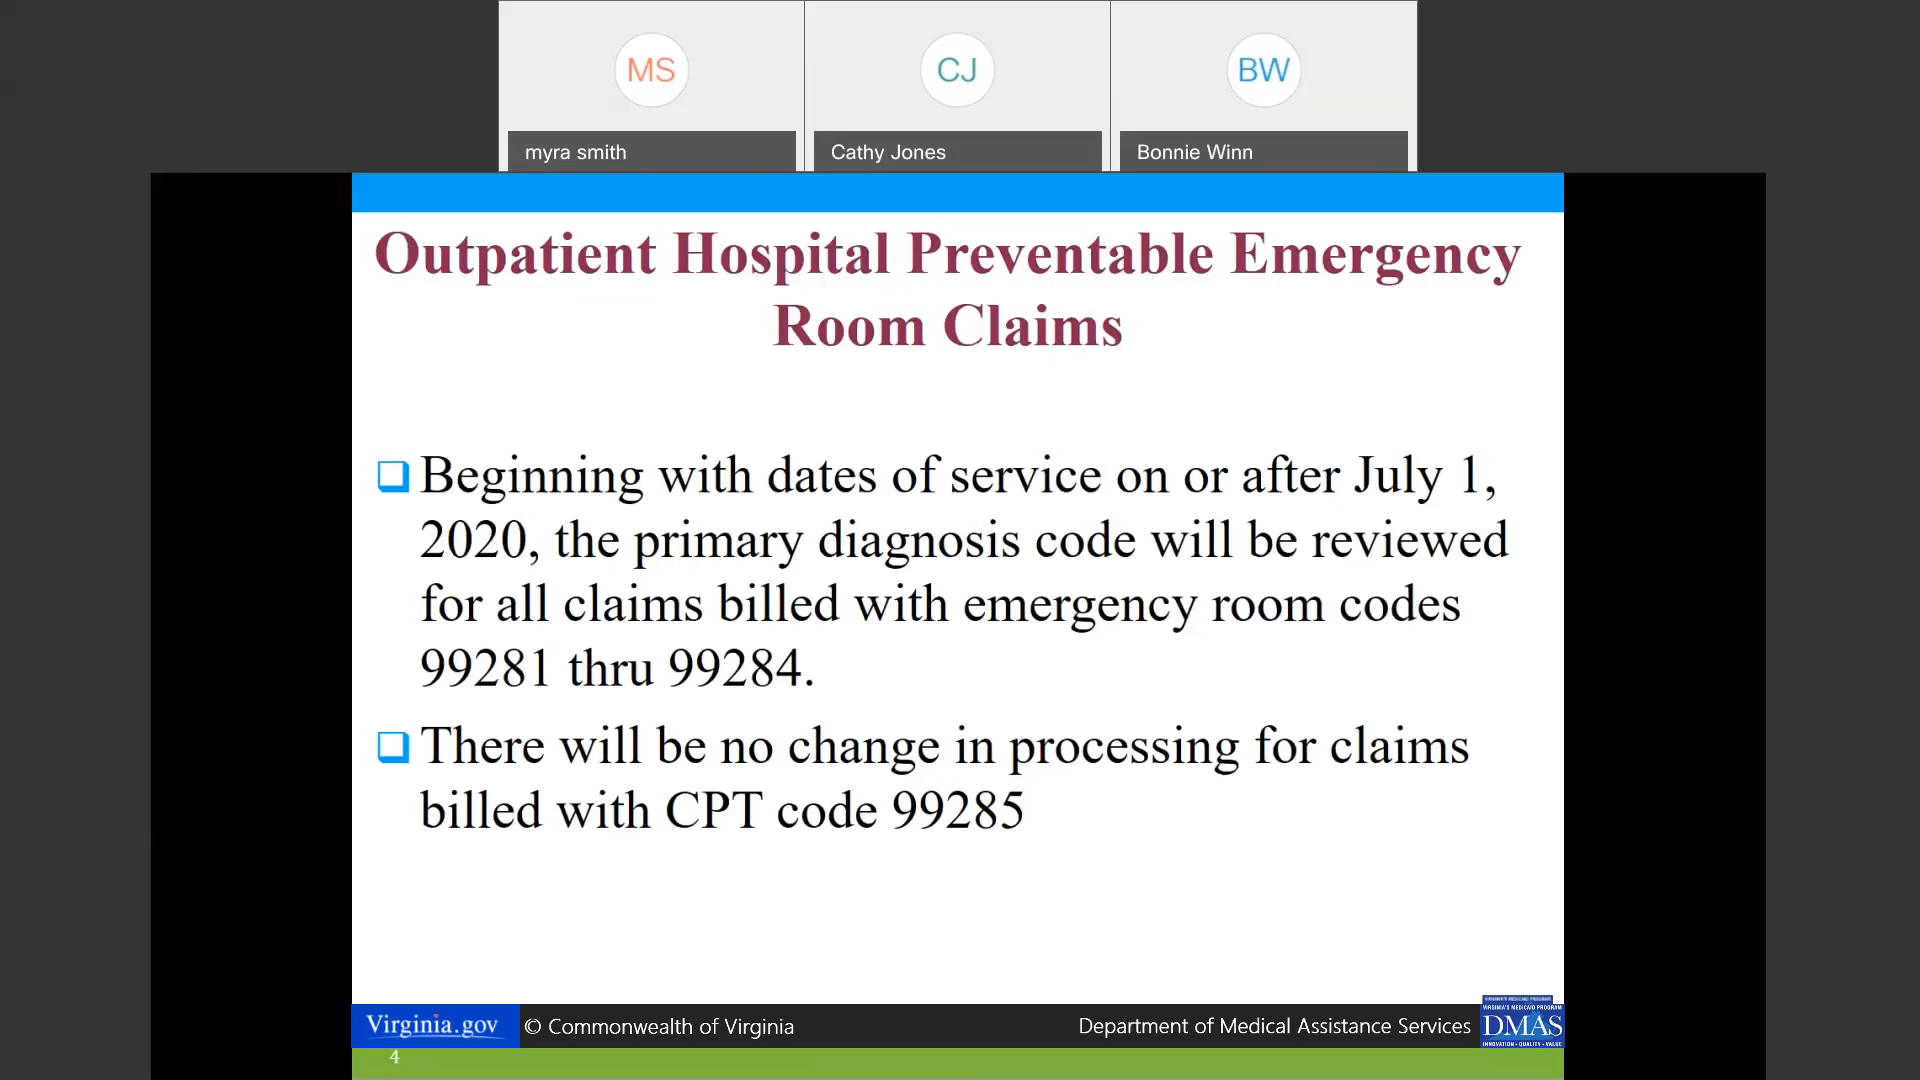 MS
CJ
BW
myra smith
Cathy Jones
Bonnie Winn
Outpatient Hospital Preventable Emergency
Room Claims
Beginning with dates of service on or after July 1,
2020, the primary diagnosis code will be reviewed
for all claims billed with emergency room codes
99281 thru 99284.
There will be no change in processing for claims
billed with CPT code 99285
Virginia.gov
© Commonwealth of Virginia
Department of Medical Assistance Services
VIRGINIA'S MEDICAID PROGRAM
DMAS
INNOVATION • QUALITY • VALUE
4